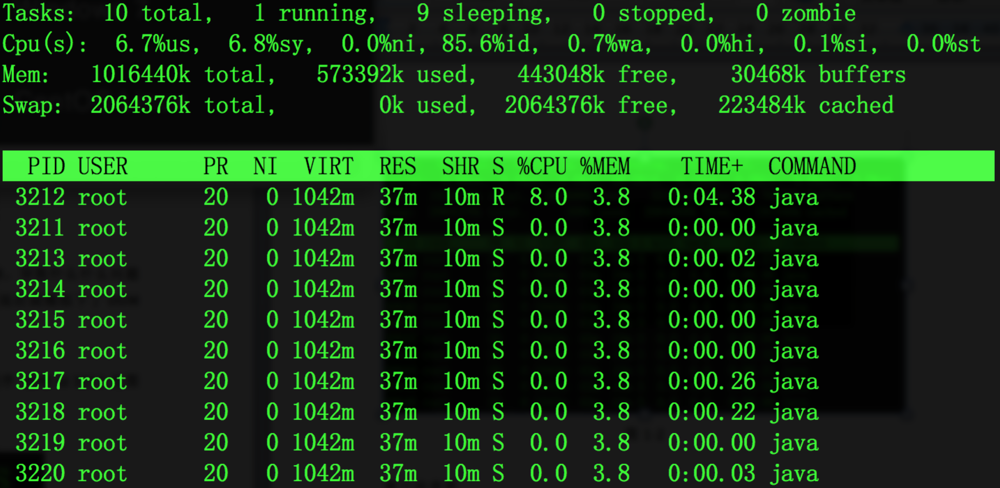 Tasks:  10 total,   1 running,   9 sleeping,   0 stopped,   0 zombie
Cpu(s):  6.7%us,  6.8%sy,  0.0%ni, 85.6%id,  0.7%wa,  0.0%hi,  0.1%si,  0.0%st
Mem:   1016440k total,   573392k used,   443048k free,    30468k buffers
Swap:  2064376k total,        0k used,  2064376k free,   223484k cached
PID USER      PR  NI  VIRT  RES  SHR S %CPU %MEM    TIME+  COMMAND
3212 root      20   0 1042m  37m  10m R  8.0  3.8   0:04.38 java
3211 root      20   0 1042m  37m  10m S  0.0  3.8   0:00.00 java
3213 root      20   0 1042m  37m  10m S  0.0  3.8   0:00.02 java
3214 root      20   0 1042m  37m  10m S  0.0  3.8   0:00.00 java
3215 root      20   0 1042m  37m  10m S  0.0  3.8   0:00.00 java
3216 root      20   0 1042m  37m  10m S  0.0  3.8   0:00.00 java
3217 root      20   0 1042m  37m  10m S  0.0  3.8   0:00.26 java
3218 root      20   0 1042m  37m  10m S  0.0  3.8   0:00.22 java
3219 root      20   0 1042m  37m  10m S  0.0  3.8   0:00.00 java
3220 root      20   0 1042m  37m  10m S  0.0  3.8   0:00.03 java